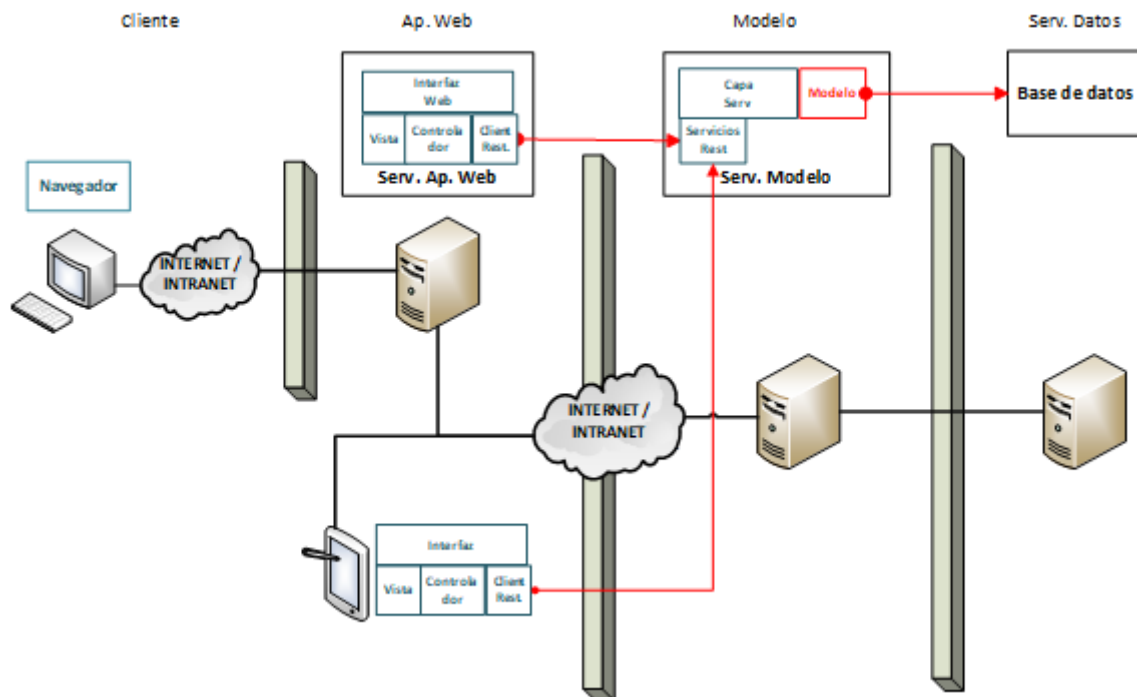 Cliente
Ap. Web
Modelo
Serv. Datos
Interfaz
Web
Vista
Controla
dor
Client
Rest.
Serv. Ap. Web
Capa
Serv
Modelo
Servicios
Rest
Serv. Modelo
Base de datos
Navegador
INTERNET /
INTRANET
INTERNET /
INTRANET
Interfaz
Vista
Controla
dor
Client
Rest.